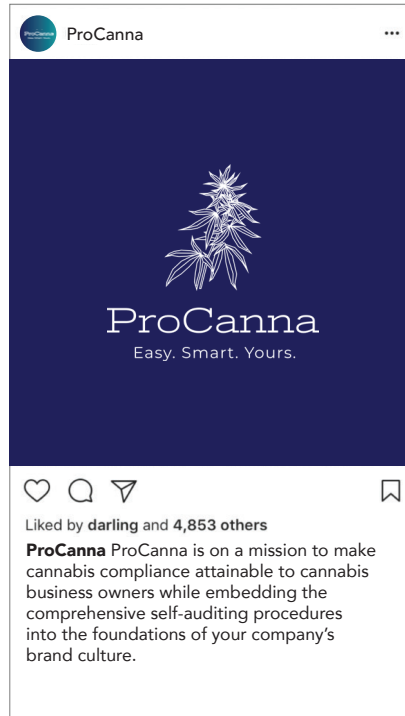 ProCanna
ProCanna
ProCanna
Easy. Smart. Yours.
Liked by darling and 4,853 others
ProCanna ProCanna is on a mission to make
cannabis compliance attainable to cannabis
business owners while embedding the
comprehensive self-auditing procedures
into the foundations of your company's
brand culture.